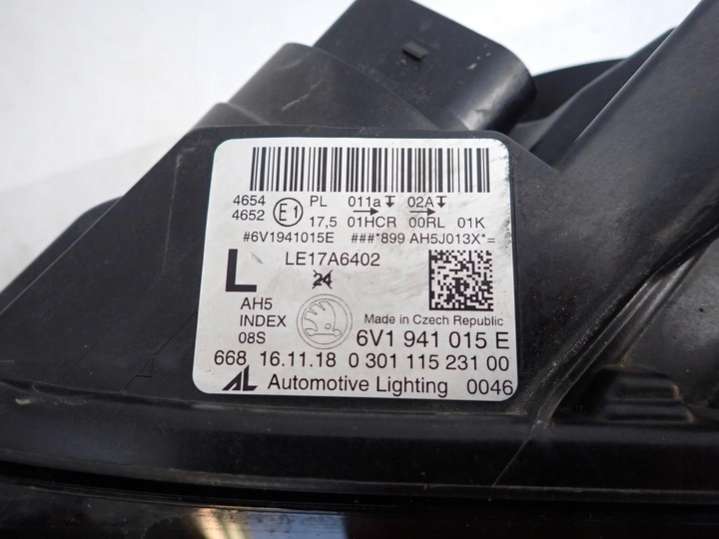 4654 E1 PL 011a 02A
4652 17,5 01HCR 00RL 01K
#6V1941015E ###*899 AH5J013X*=
LE17A6402
L 24
AH5
INDEX Made in Czech Republic
08S 6V1 941 015 E
668 16.11.18 0 301 115 231 00
AL Automotive Lighting 0046